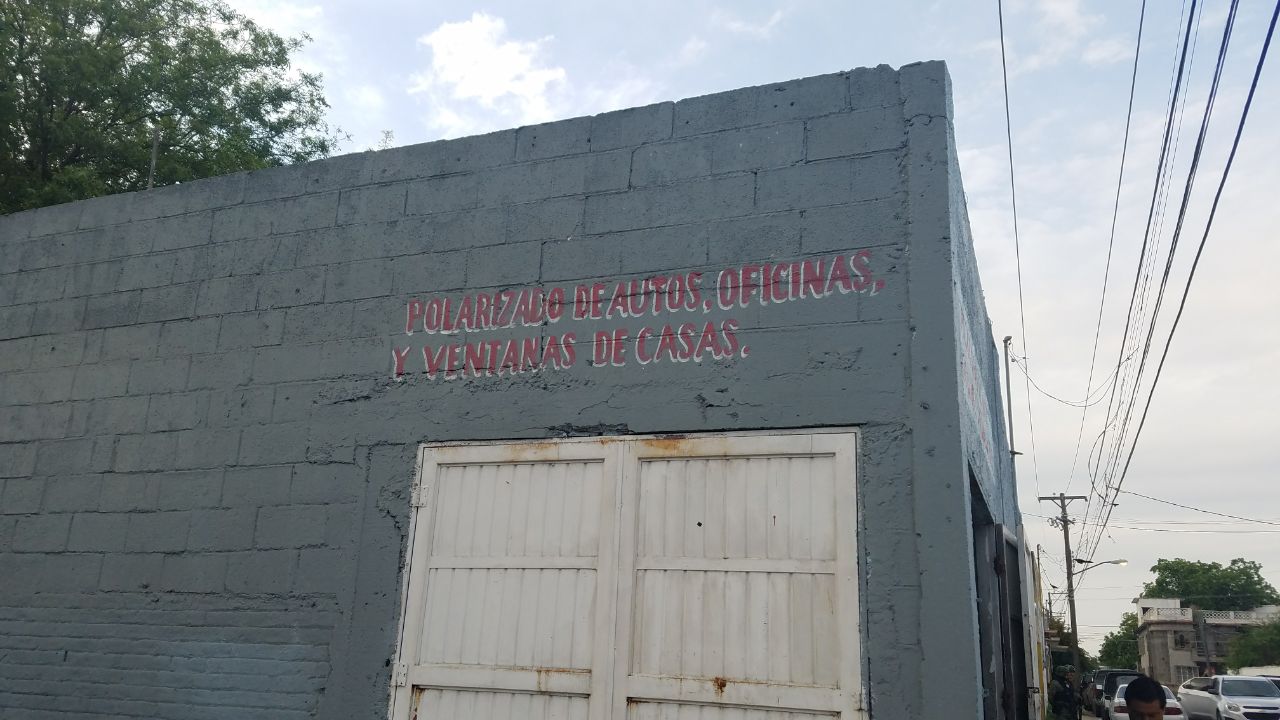 POLARIZADO DE AUTOS, OFICINAS,
Y VENTANAS DE CASAS.